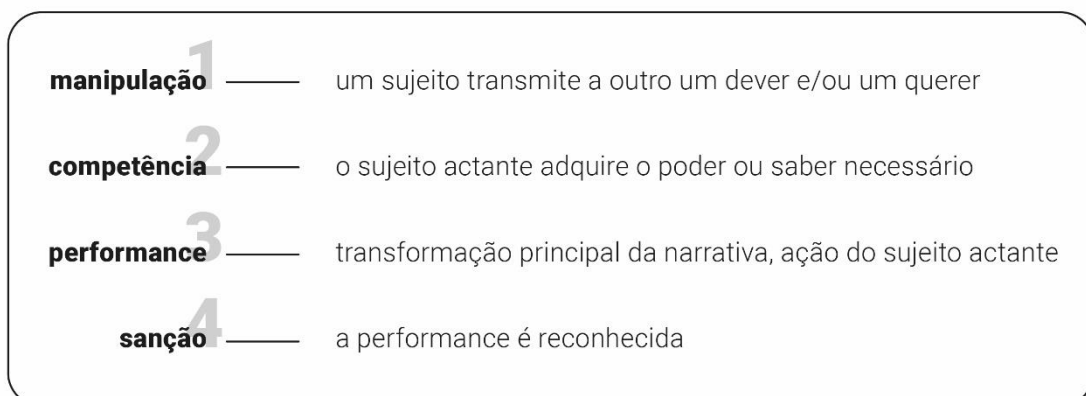 manipulação 1 um sujeito transmite a outro um dever e/ou um querer
competência 2 o sujeito actante adquire o poder ou saber necessário
performance 3 transformação principal da narrativa, ação do sujeito actante
sanção 4 a performance é reconhecida